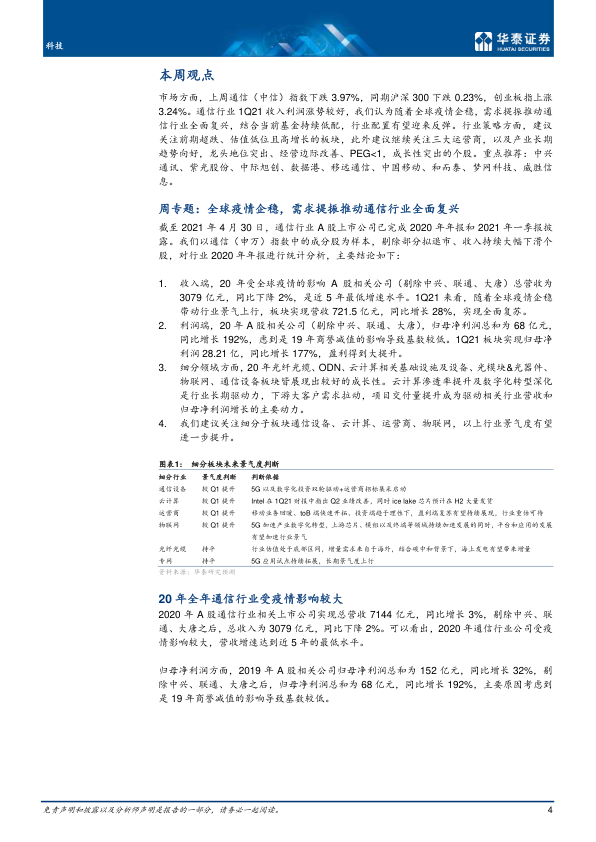 科技
华泰证券
HUATAI SECURITIES
本周观点
市场方面，上周通信（中信）指数下跌 3.97%，同期沪深 300 下跌 0.23%，创业板指上涨
3.24%。通信行业 1Q21 收入利润涨势较好，我们认为随着全球疫情企稳，需求提振推动通
信行业全面复兴，结合当前基金持续低配，行业配置有望迎来反弹。行业策略方面，建议
关注前期超跌、估值低位且高增长的板块，此外建议继续关注三大运营商，以及产业长期
趋势向好，龙头地位突出、经营边际改善、PEG<1，成长性突出的个股。重点推荐：中兴
通讯、紫光股份、中际旭创、数据港、移远通信、中国移动、和而泰、梦网科技、威胜信
息。
周专题：全球疫情企稳，需求提振推动通信行业全面复兴
截至 2021 年 4 月 30 日，通信行业 A 股上市公司已完成 2020 年年报和 2021 年一季报披
露。我们以通信（申万）指数中的成分股为样本，剔除部分拟退市、收入持续大幅下滑个
股，对行业 2020 年年报进行统计分析，主要结论如下：
1. 收入端，20 年受全球疫情的影响 A 股相关公司（剔除中兴、联通、大唐）总营收为
3079 亿元，同比下降 2%，是近 5 年最低增速水平。1Q21 来看，随着全球疫情企稳
带动行业景气上行，板块实现营收 721.5 亿元，同比增长 28%，实现全面复苏。
2. 利润端，20 年 A 股相关公司（剔除中兴、联通、大唐），归母净利润总和为 68 亿元，
同比增长 192%，虑到是 19 年商誉减值的影响导致基数较低。1Q21 板块实现归母净
利润 28.21 亿，同比增长 177%，盈利得到大提升。
3. 细分领域方面，20 年光纤光缆、ODN、云计算相关基础设施及设备、光模块&光器件、
物联网、通信设备板块皆展现出较好的成长性。云计算渗透率提升及数字化转型深化
是行业长期驱动力，下游大客户需求拉动，项目交付量提升成为驱动相关行业营收和
归母净利润增长的主要动力。
4. 我们建议关注细分子板块通信设备、云计算、运营商、物联网，以上行业景气度有望
进一步提升。
图表1： 细分板块未来景气度判断
细分行业 景气度判断 判断依据
通信设备 较 Q1 提升 5G 以及数字化投资双轮驱动+运营商招标集采启动
云计算 较 Q1 提升 Intel 在 1Q21 财报中指出 Q2 业绩改善，同时 ice lake 芯片预计在 H2 大量发货
运营商 较 Q1 提升 移动业务回暖、toB 端快速开拓、投资端趋于理性下，盈利端复苏有望持续展现，行业重估可待
物联网 较 Q1 提升 5G 加速产业数字化转型，上游芯片、模组以及终端等领域持续加速发展的同时，平台和应用的发展
有望加速行业景气
光纤光缆 持平 行业估值处于底部区间，增量需求来自于海外，结合碳中和背景下，海上发电有望带来增量
专网 持平 5G 应用试点持续拓展，长期景气度上行
资料来源：华泰研究预测
20 年全年通信行业受疫情影响较大
2020 年 A 股通信行业相关上市公司实现总营收 7144 亿元，同比增长 3%，剔除中兴、联
通、大唐之后，总收入为 3079 亿元，同比下降 2%。可以看出，2020 年通信行业公司受疫
情影响较大，营收增速达到近 5 年的最低水平。
归母净利润方面，2019 年 A 股相关公司归母净利润总和为 152 亿元，同比增长 32%，剔
除中兴、联通、大唐之后，归母净利润总和为 68 亿元，同比增长 192%，主要原因考虑到
是 19 年商誉减值的影响导致基数较低。
免责声明和披露以及分析师声明是报告的一部分，请务必一起阅读。
4